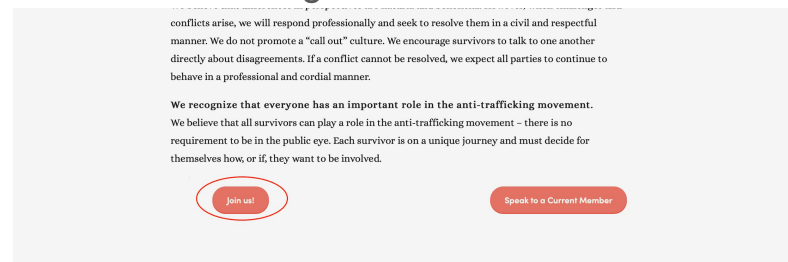 conflicts arise, we will respond professionally and seek to resolve them in a civil and respectful
manner. We do not promote a “call out” culture. We encourage survivors to talk to one another
directly about disagreements. If a conflict cannot be resolved, we expect all parties to continue to
behave in a professional and cordial manner.
We recognize that everyone has an important role in the anti-trafficking movement.
We believe that all survivors can play a role in the anti-trafficking movement – there is no
requirement to be in the public eye. Each survivor is on a unique journey and must decide for
themselves how, or if, they want to be involved.
Join us!
Speak to a Current Member